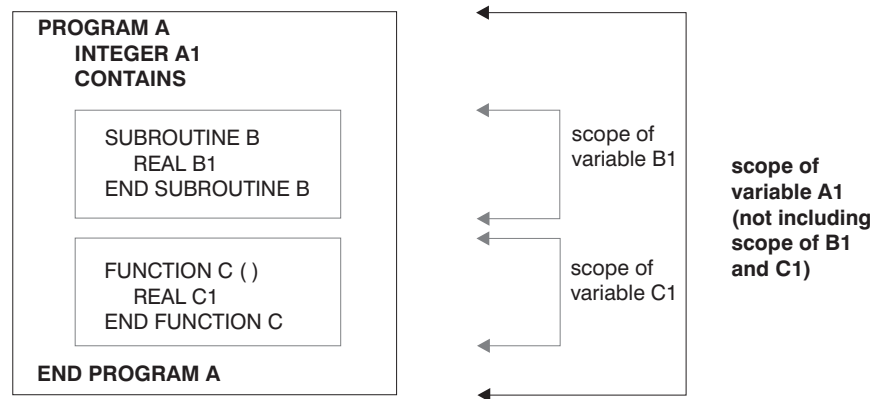 PROGRAM A
INTEGER A1
CONTAINS
SUBROUTINE B
REAL B1
END SUBROUTINE B
FUNCTION C ( )
REAL C1
END FUNCTION C
END PROGRAM A
scope of
variable B1
scope of
variable C1
scope of
variable A1
(not including
scope of B1
and C1)